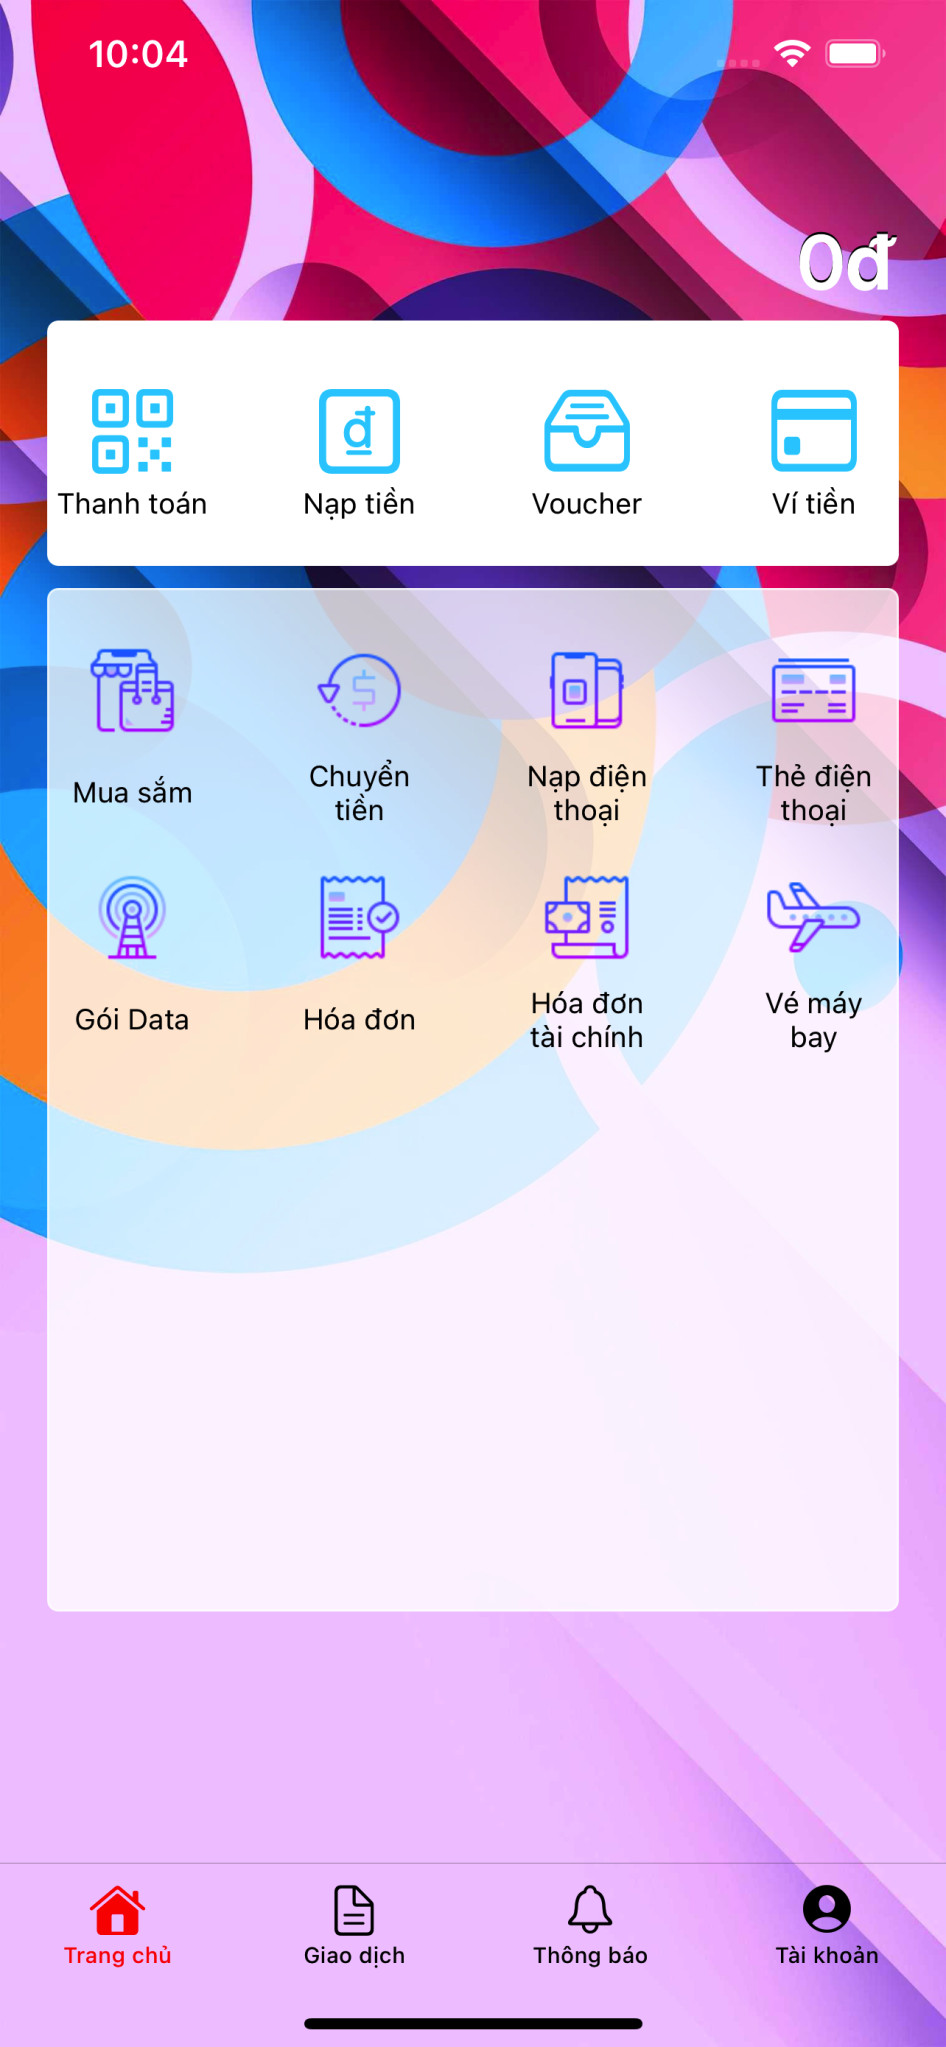 10:04
0đ
Thanh toán
Nạp tiền
Voucher
Ví tiền
Mua sắm
Chuyển
tiền
Nạp điện
thoại
Thẻ điện
thoại
Gói Data
Hóa đơn
Hóa đơn
tài chính
Vé máy
bay
Trang chủ
Giao dịch
Thông báo
Tài khoản